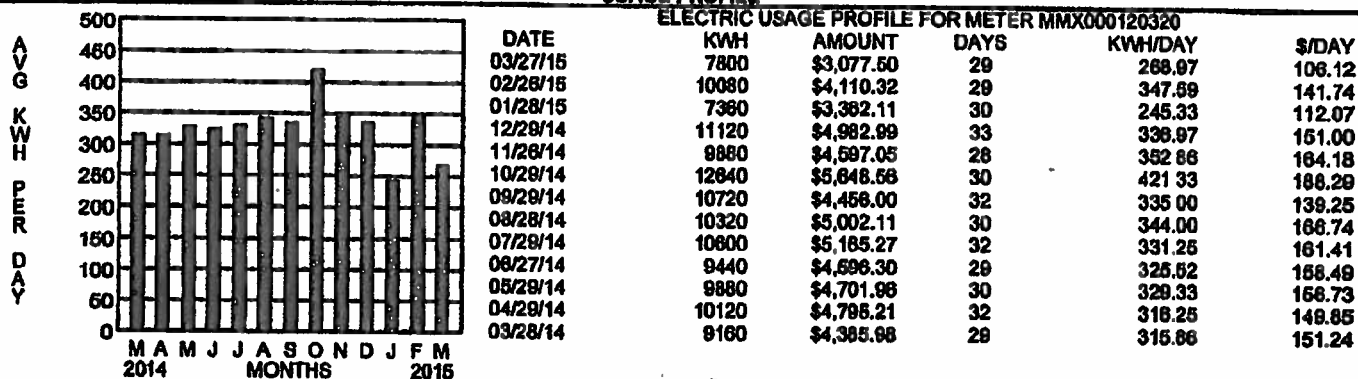 USAGE PROFILE
ELECTRIC USAGE PROFILE FOR METER MMX000120320
DATE KWH AMOUNT DAYS KWH/DAY $/DAY
03/27/15 7800 $3,077.50 29 268.97 106.12
02/26/15 10080 $4,110.32 29 347.59 141.74
01/28/15 7360 $3,362.11 30 245.33 112.07
12/29/14 11120 $4,982.99 33 336.97 151.00
11/26/14 9880 $4,597.05 28 352 86 164.18
10/29/14 12640 $5,648.56 30 421 33 188.29
09/29/14 10720 $4,456.00 32 335 00 139.25
08/28/14 10320 $5,002.11 30 344.00 166.74
07/29/14 10600 $5,165.27 32 331.25 161.41
06/27/14 9440 $4,596.30 29 325.52 158.49
05/29/14 9880 $4,701.96 30 329.33 156.73
04/29/14 10120 $4,795.21 32 316.25 149.85
03/28/14 9160 $4,385.98 29 315.86 151.24
AVG KWH PER DAY
500
450
400
350
300
250
200
150
100
50
0
M A M J J A S O N D J F M
2014 MONTHS 2015